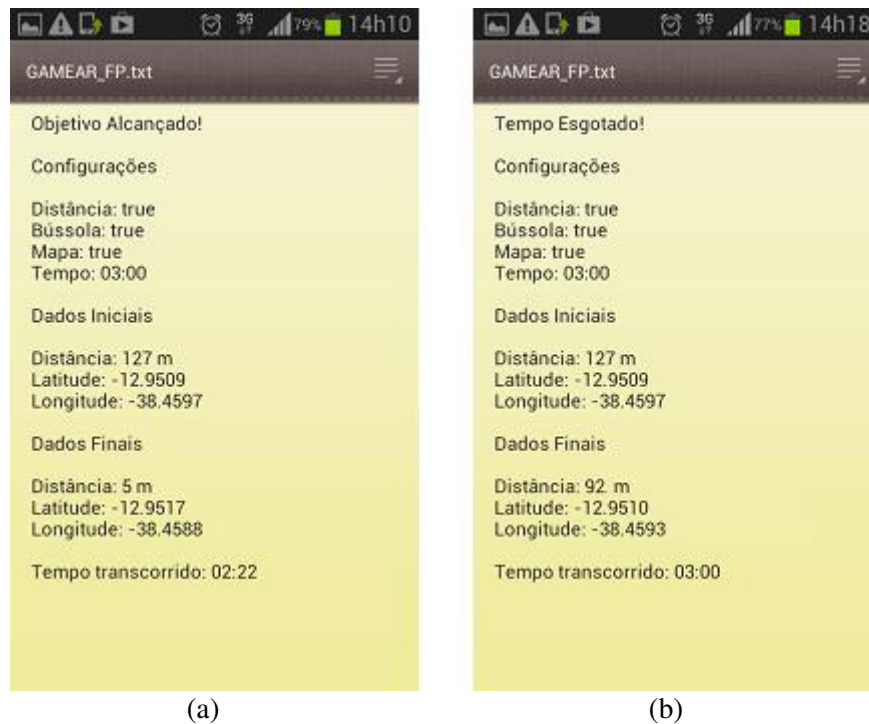 3G 79% 14h10
GAMEAR_FP.txt
Objetivo Alcançado!
Configurações
Distância: true
Bússola: true
Mapa: true
Tempo: 03:00
Dados Iniciais
Distância: 127 m
Latitude: -12.9509
Longitude: -38.4597
Dados Finais
Distância: 5 m
Latitude: -12.9517
Longitude: -38.4588
Tempo transcorrido: 02:22
(a)
3G 77% 14h18
GAMEAR_FP.txt
Tempo Esgotado!
Configurações
Distância: true
Bússola: true
Mapa: true
Tempo: 03:00
Dados Iniciais
Distância: 127 m
Latitude: -12.9509
Longitude: -38.4597
Dados Finais
Distância: 92 m
Latitude: -12.9510
Longitude: -38.4593
Tempo transcorrido: 03:00
(b)